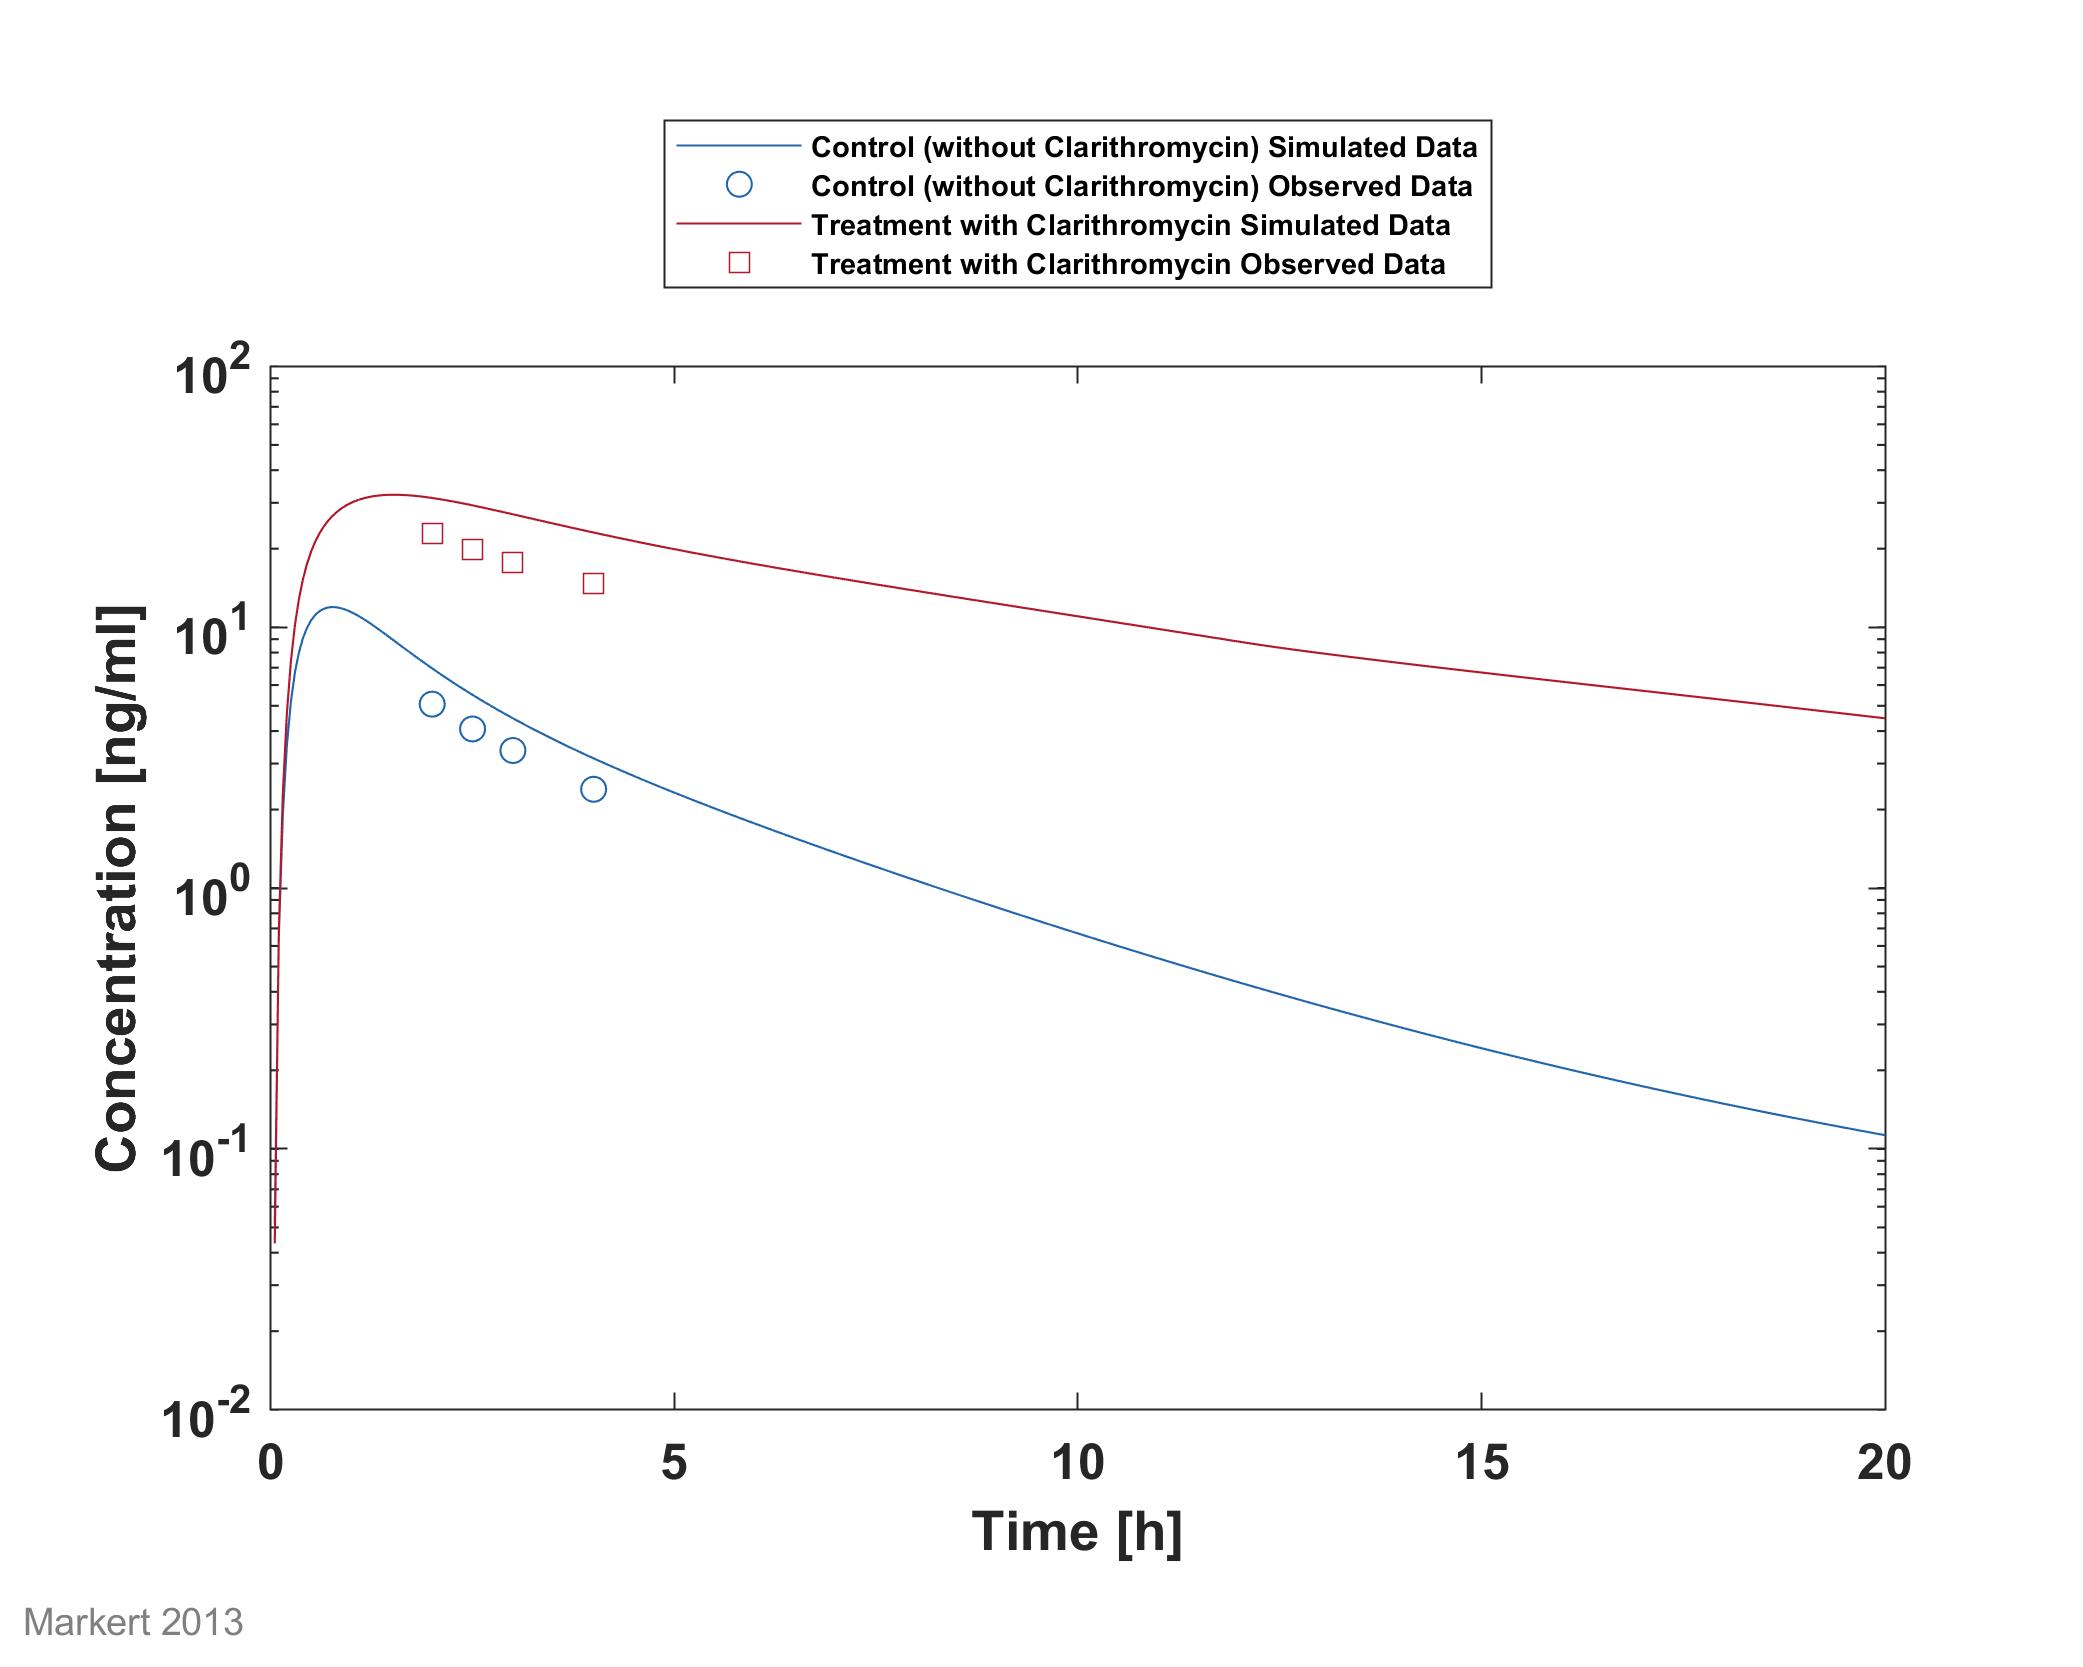 Control (without Clarithromycin) Simulated Data
Control (without Clarithromycin) Observed Data
Treatment with Clarithromycin Simulated Data
Treatment with Clarithromycin Observed Data
10^2
10^1
10^0
10^-1
10^-2
Concentration [ng/ml]
0 5 10 15 20
Time [h]
Markert 2013